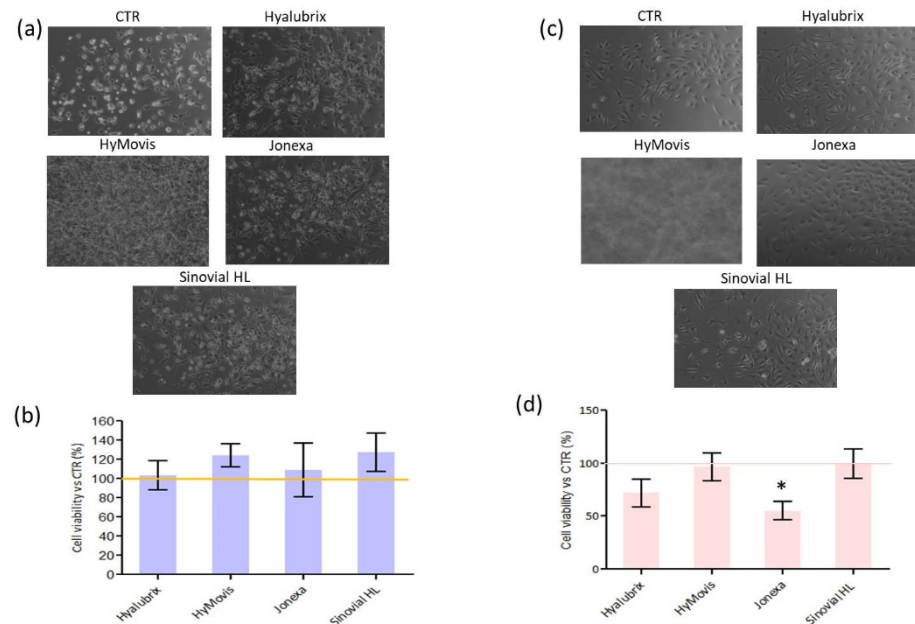 (a)
CTR
Hyalubrix
HyMovis
Jonexa
Sinovial HL
(b)
Cell viability vs CTR (%)
160
140
120
100
80
60
40
20
0
Hyalubrix
HyMovis
Jonexa
Sinovial HL
(c)
CTR
Hyalubrix
HyMovis
Jonexa
Sinovial HL
(d)
Cell viability vs CTR (%)
150
100
50
0
*
Hyalubrix
HyMovis
Jonexa
Sinovial HL